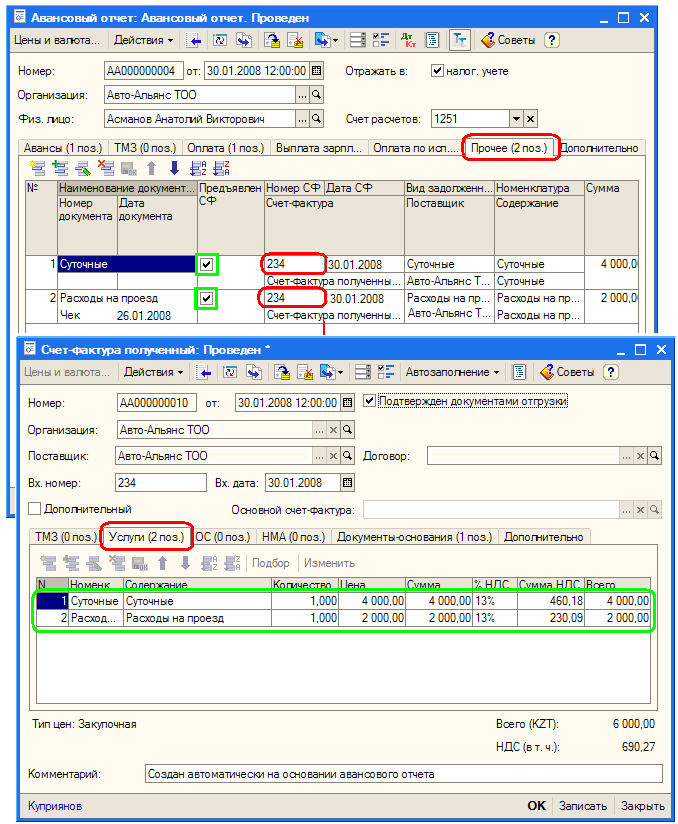 Авансовый отчет: Авансовый отчет. Проведен
Цены и валюта... Действия Дт Кт Тт Советы ?
Номер: АА000000004 от: 30.01.2008 12:00:00 Отражать в: налог. учете
Организация: Авто-Альянс ТОО ...
Физ. лицо: Асманов Анатолий Викторович ... Счет расчетов: 1251
Авансы (1 поз.) ТМЗ (0 поз.) Оплата (1 поз.) Выплата зарпл... Оплата по исп.... Прочее (2 поз.) Дополнительно
№ Наименование документ... Предъявлен СФ Номер СФ Дата СФ Вид задолженн... Номенклатура Сумма
Номер документа Дата документа Счет-фактура Поставщик Содержание
1 Суточные 234 30.01.2008 Суточные Суточные 4 000,0
Счет-фактура полученны... Авто-Альянс Т... Суточные
2 Расходы на проезд 234 30.01.2008 Расходы на пр... Расходы на пр... 2 000,0
Чек 26.01.2008 Счет-фактура полученны... Авто-Альянс Т... Расходы на пр...
Счет-фактура полученный: Проведен *
Цены и валюта... Действия Автозаполнение Советы ?
Номер: АА000000010 от: 30.01.2008 12:00:00 Подтвержден документами отгрузки
Организация: Авто-Альянс ТОО ...
Поставщик: Авто-Альянс ТОО ... Договор: ...
Вх. номер: 234 Вх. дата: 30.01.2008
Дополнительный Основной счет-фактура: ...
ТМЗ (0 поз.) Услуги (2 поз.) ОС (0 поз.) НМА (0 поз.) Документы-основания (1 поз.) Дополнительно
Подбор Изменить
N Номенк Содержание Количество Цена Сумма % НДС Сумма НДС Всего
1 Суточные Суточные 1,000 4 000,00 4 000,00 13% 460,18 4 000,00
2 Расход... Расходы на проезд 1,000 2 000,00 2 000,00 13% 230,09 2 000,00
Тип цен: Закупочная Всего (KZT): 6 000,00
НДС (в т. ч.): 690,27
Комментарий: Создан автоматически на основании авансового отчета
Куприянов OK Записать Закрыть